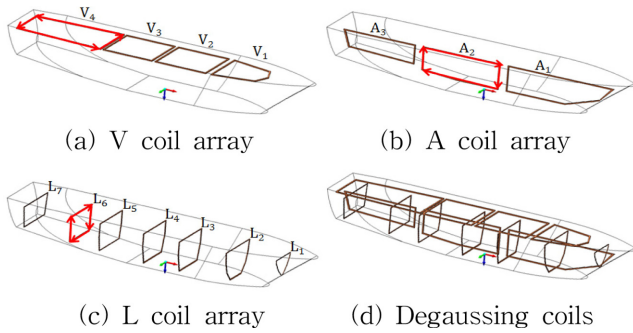 V₄ V₃ V₂ V₁
A₃ A₂ A₁
(a) V coil array (b) A coil array
L₇ L₆ L₅ L₄ L₃ L₂ L₁
(c) L coil array (d) Degaussing coils